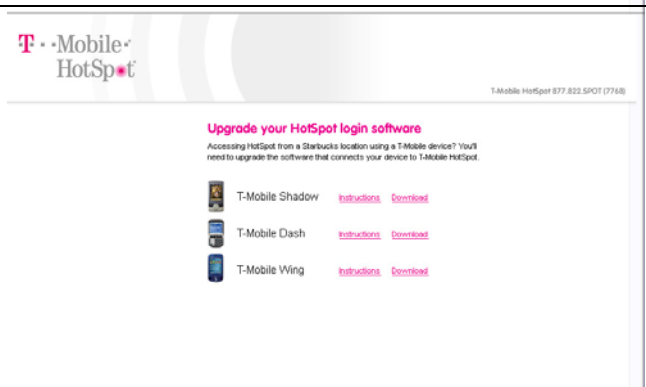 T··Mobile·
HotSpot
T-Mobile HotSpot 877.822.SPOT (7768)
Upgrade your HotSpot login software
Accessing HotSpot from a Starbucks location using a T-Mobile device? You'll
need to upgrade the software that connects your device to T-Mobile HotSpot.
T-Mobile Shadow Instructions Download
T-Mobile Dash Instructions Download
T-Mobile Wing Instructions Download